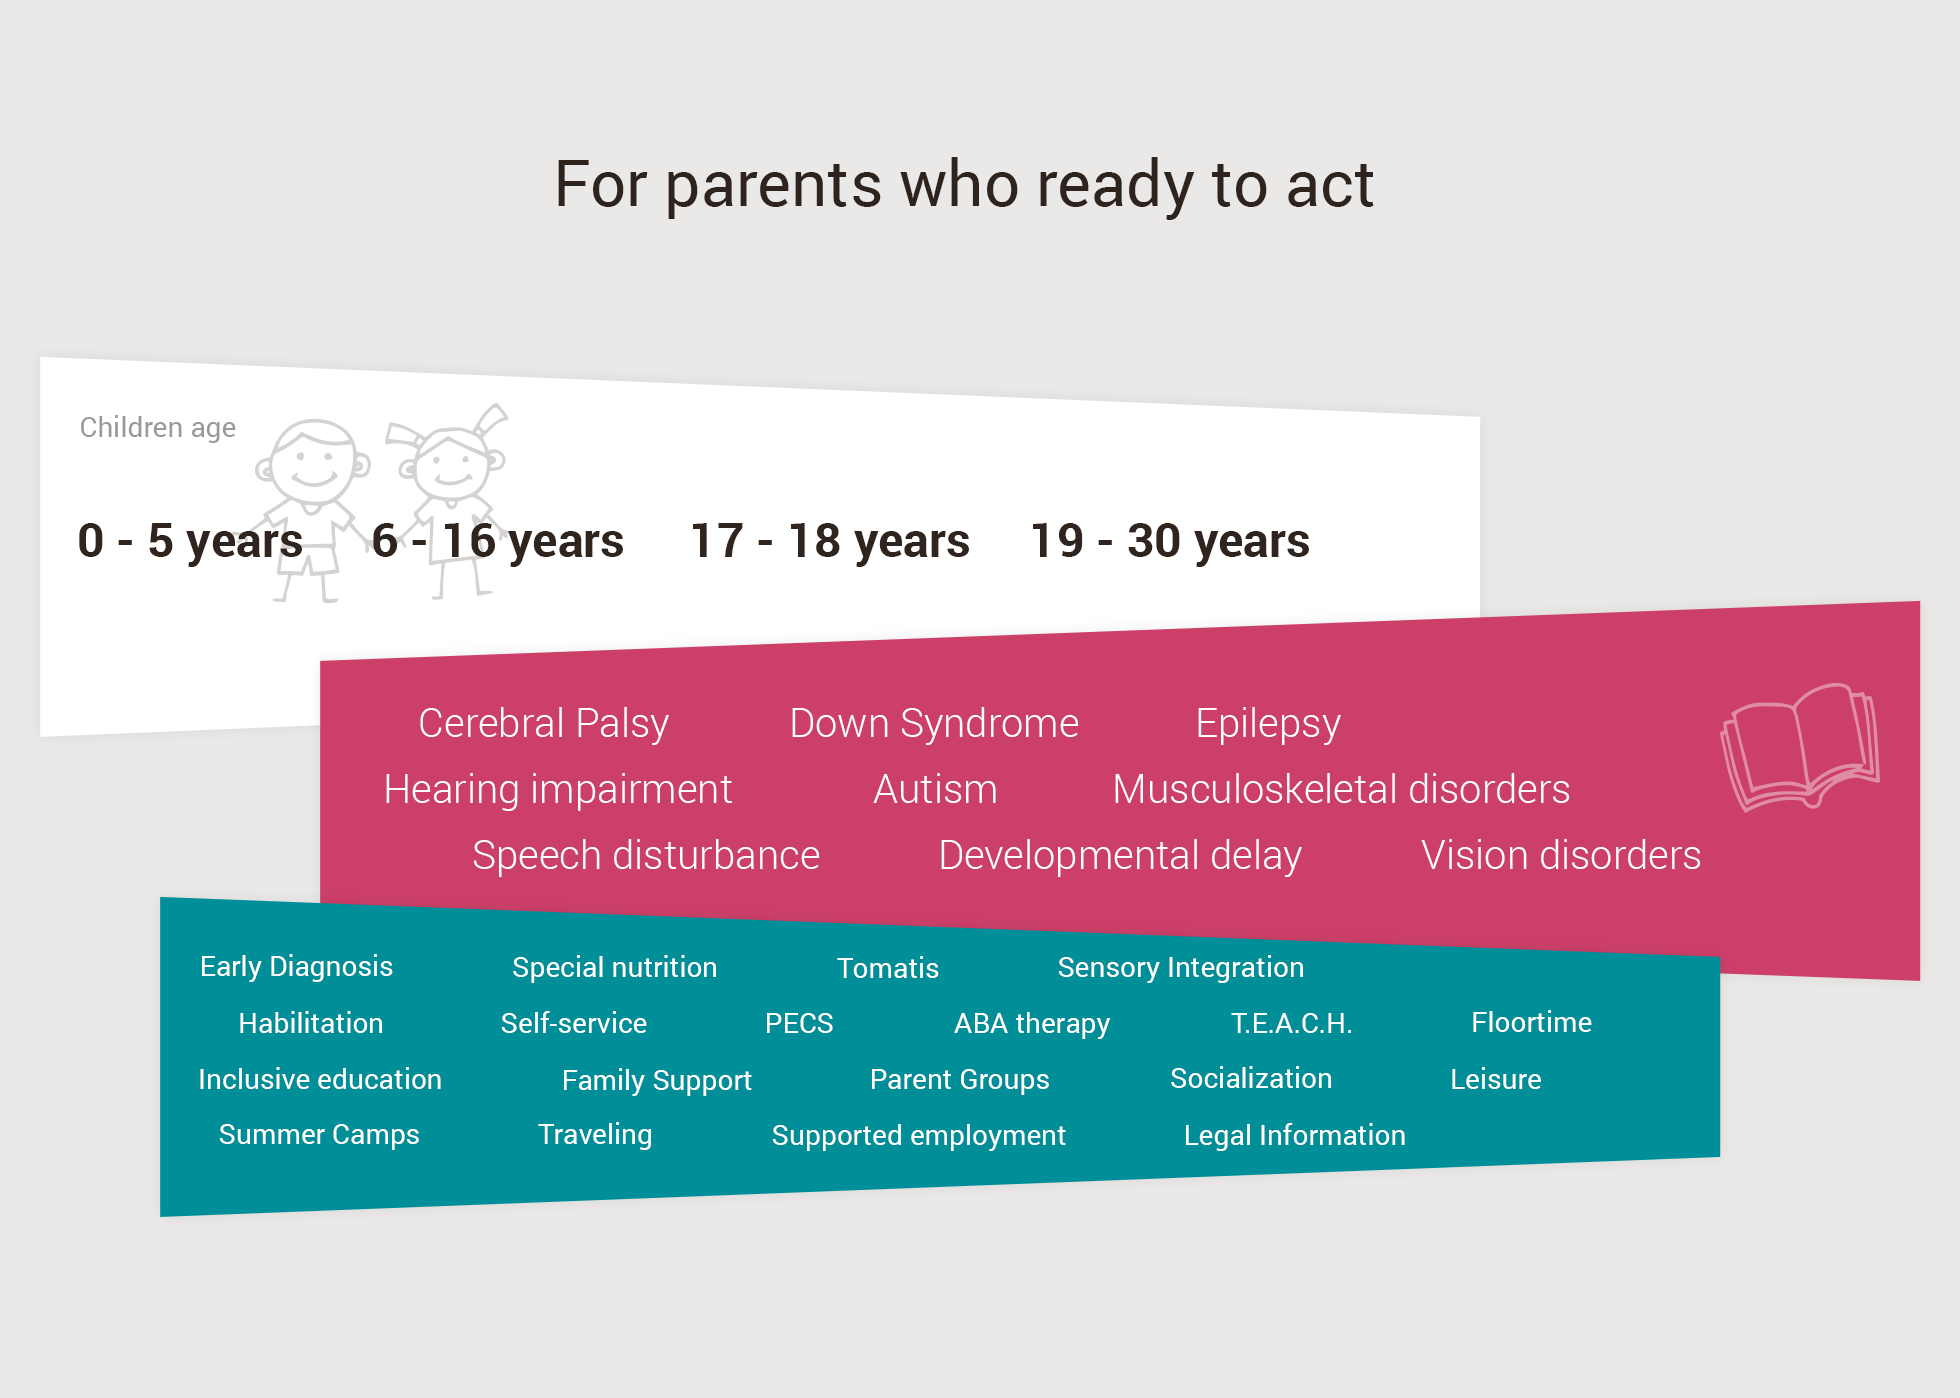 For parents who ready to act
Children age
0 - 5 years 6 - 16 years 17 - 18 years 19 - 30 years
Cerebral Palsy Down Syndrome Epilepsy
Hearing impairment Autism Musculoskeletal disorders
Speech disturbance Developmental delay Vision disorders
Early Diagnosis Special nutrition Tomatis Sensory Integration
Habilitation Self-service PECS ABA therapy T.E.A.C.H. Floortime
Inclusive education Family Support Parent Groups Socialization Leisure
Summer Camps Traveling Supported employment Legal Information